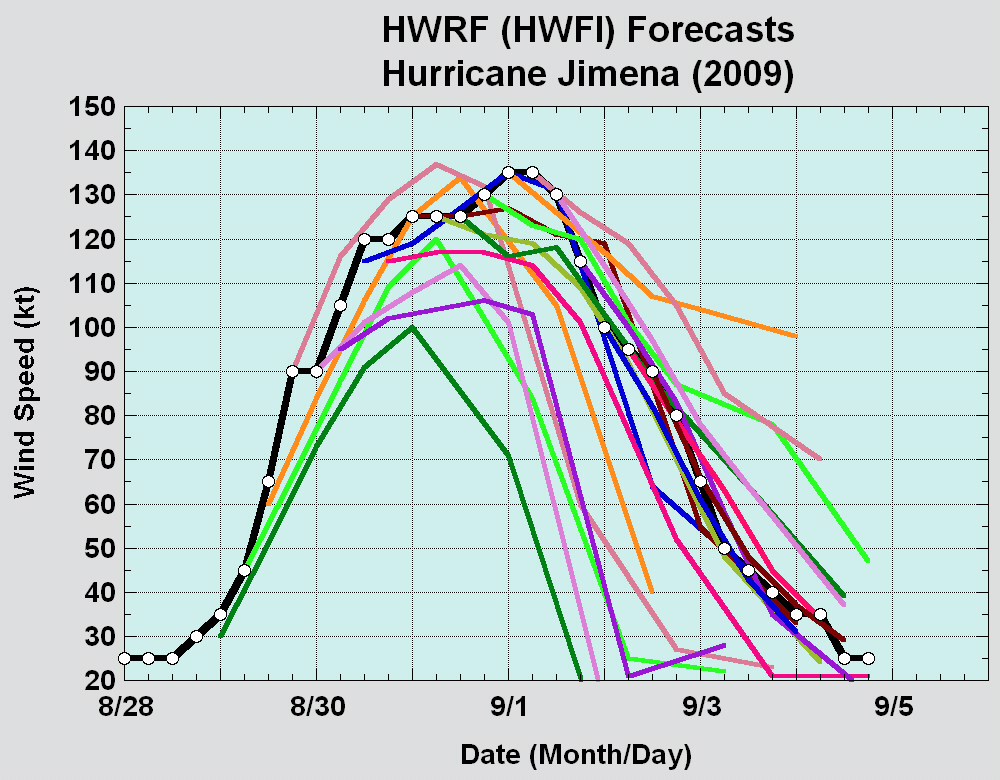 HWRF (HWFI) Forecasts
Hurricane Jimena (2009)
150
140
130
120
110
100
90
80
70
60
50
40
30
20
Wind Speed (kt)
8/28 8/30 9/1 9/3 9/5
Date (Month/Day)